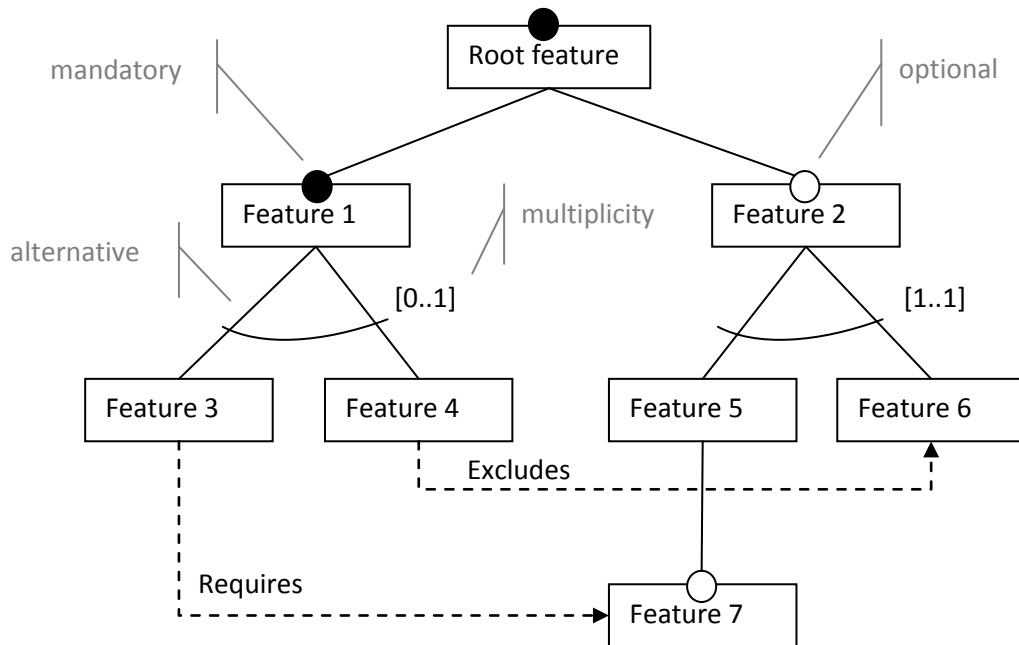 Root feature
mandatory
optional
Feature 1
Feature 2
multiplicity
alternative
[0..1]
[1..1]
Feature 3
Feature 4
Feature 5
Feature 6
Excludes
Requires
Feature 7